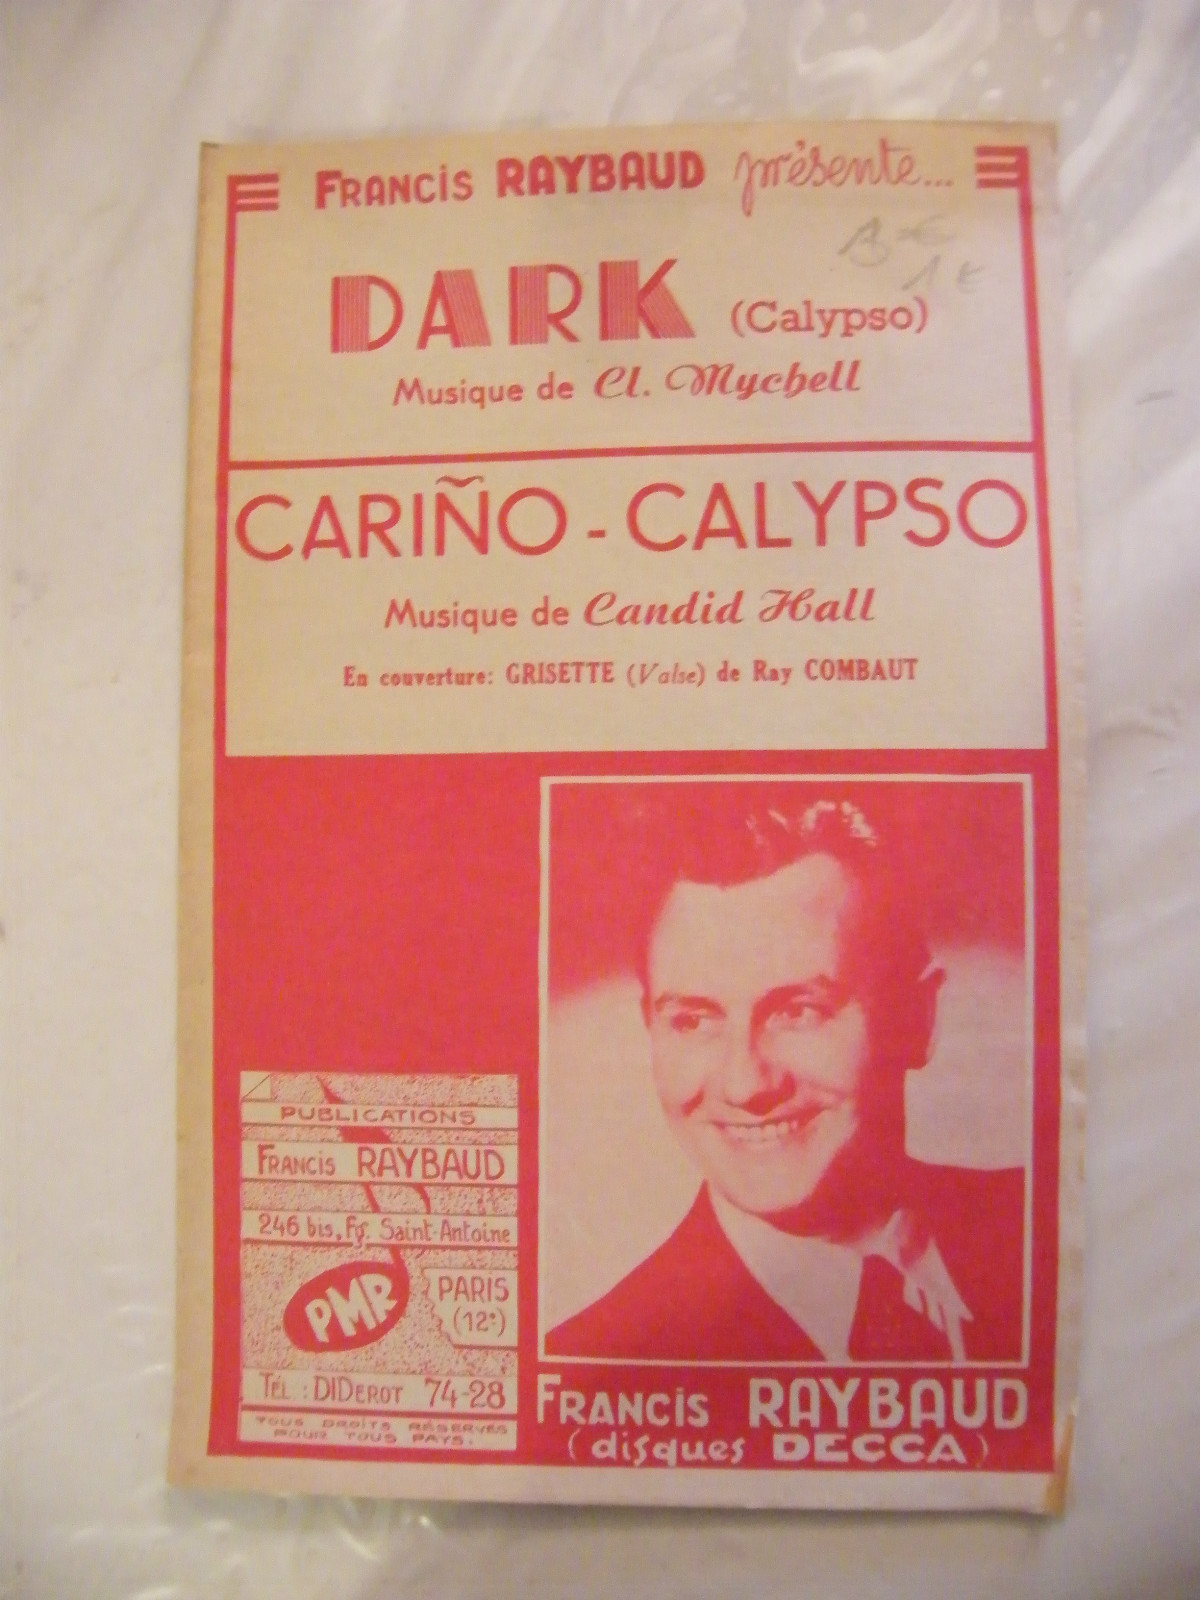 Francis RAYBAUD présente...
1 €
DARK (Calypso)
Musique de Cl. Mychell
CARIÑO - CALYPSO
Musique de Candid Hall
En couverture: GRISETTE (Valse) de Ray COMBAUT
PUBLICATIONS
Francis RAYBAUD
246 bis, Fg. Saint-Antoine
PMR
PARIS
(12e)
Tél. : DIDerot 74-28
TOUS DROITS RÉSERVÉS
POUR TOUS PAYS.
Francis RAYBAUD
(disques DECCA)